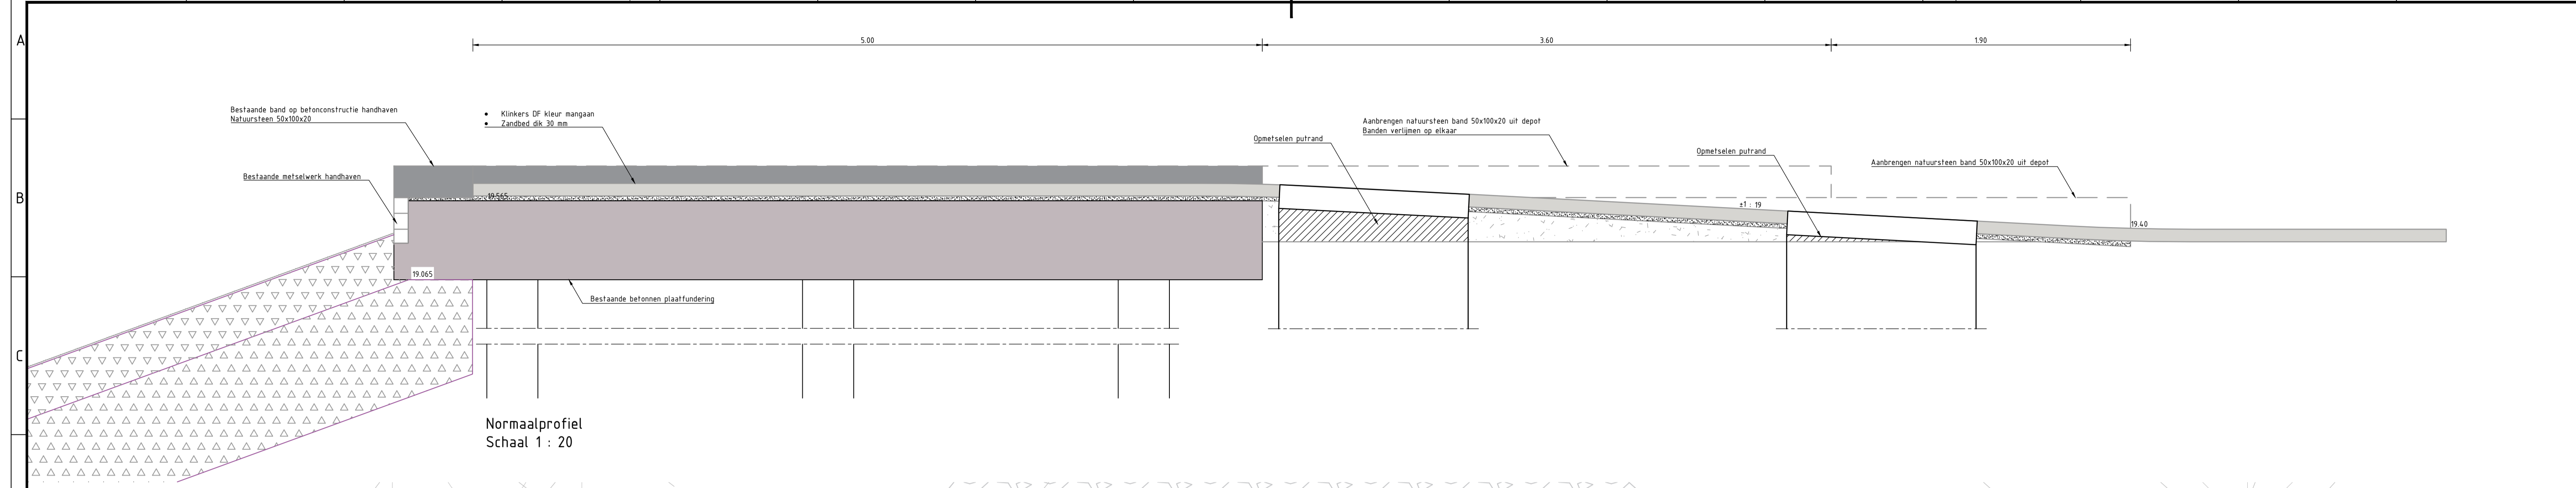 A
5.00
3.60
1.90
Bestaande band op betonconstructie handhaven
Natuursteen 50x100x20
• Klinkers DF kleur mangaan
• Zandbed dik 30 mm
Aanbrengen natuursteen band 50x100x20 uit depot
Banden verlijmen op elkaar
Opmetselen putrand
Opmetselen putrand
Aanbrengen natuursteen band 50x100x20 uit depot
Bestaande metselwerk handhaven
B
19.565
±1 : 19
19.40
19.065
Bestaande betonnen plaatfundering
C
Normaalprofiel
Schaal 1 : 20